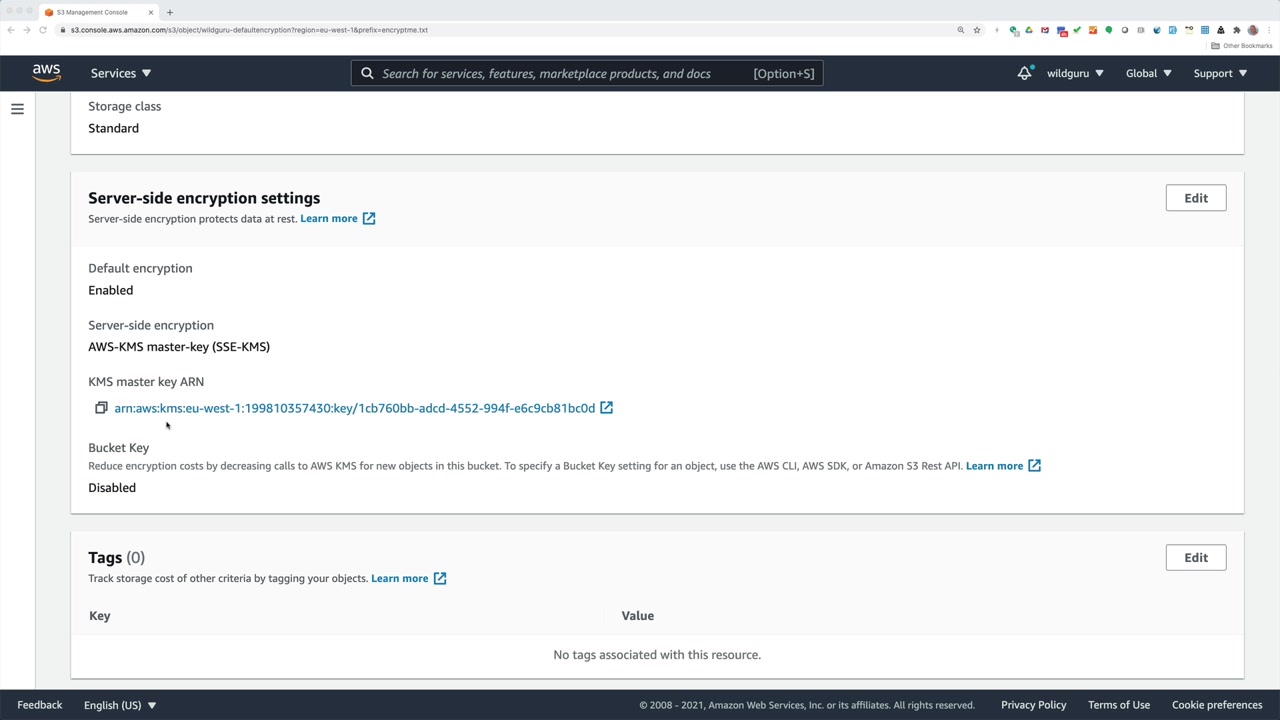 S3 Management Console
s3.console.aws.amazon.com/s3/object/wildguru-defaultencryption?region=eu-west-1&prefix=encryptme.txt
Other Bookmarks
aws
Services
Search for services, features, marketplace products, and docs
[Option+S]
wildguru
Global
Support
Storage class
Standard
Server-side encryption settings
Edit
Server-side encryption protects data at rest. Learn more
Default encryption
Enabled
Server-side encryption
AWS-KMS master-key (SSE-KMS)
KMS master key ARN
arn:aws:kms:eu-west-1:199810357430:key/1cb760bb-adcd-4552-994f-e6c9cb81bc0d
Bucket Key
Reduce encryption costs by decreasing calls to AWS KMS for new objects in this bucket. To specify a Bucket Key setting for an object, use the AWS CLI, AWS SDK, or Amazon S3 Rest API. Learn more
Disabled
Tags (0)
Edit
Track storage cost of other criteria by tagging your objects. Learn more
Key
Value
No tags associated with this resource.
Feedback
English (US)
© 2008 - 2021, Amazon Web Services, Inc. or its affiliates. All rights reserved.
Privacy Policy
Terms of Use
Cookie preferences